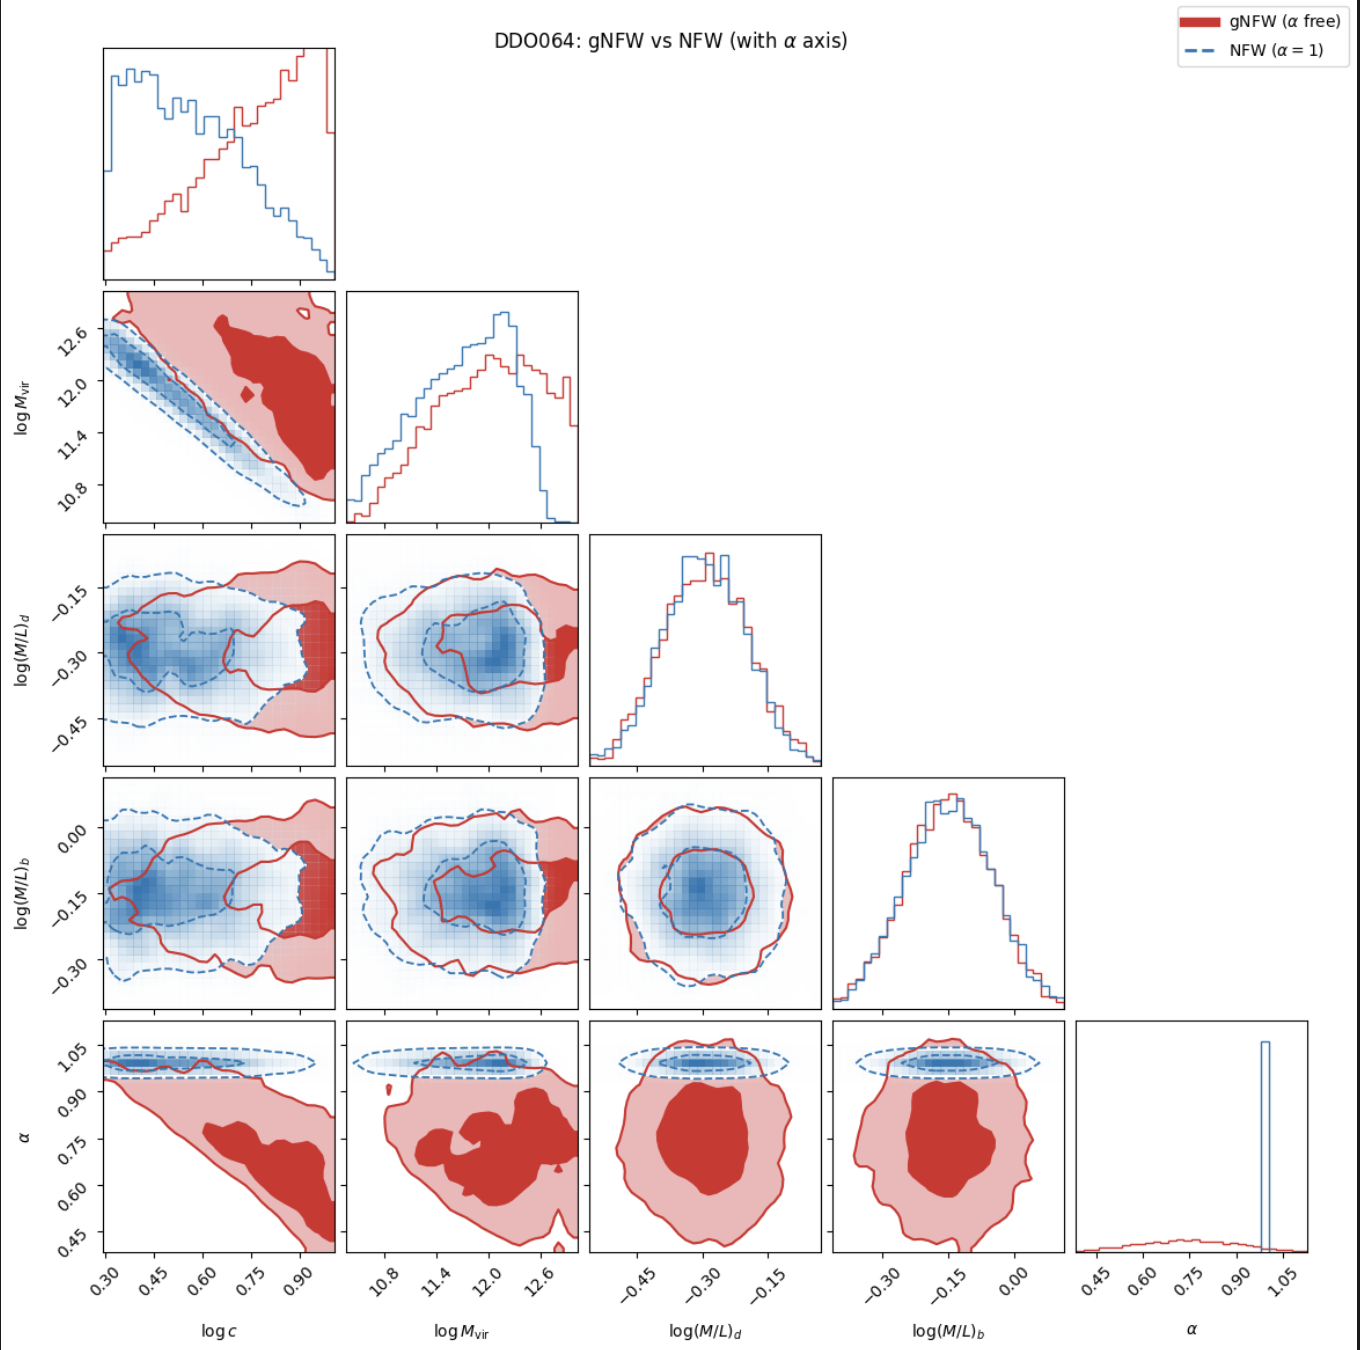 DDO064: gNFW vs NFW (with α axis)
gNFW (α free)
NFW (α = 1)
log M_vir
12.6
12.0
11.4
10.8
log(M/L)_d
−0.15
−0.30
−0.45
log(M/L)_b
0.00
−0.15
−0.30
α
1.05
0.90
0.75
0.60
0.45
0.30 0.45 0.60 0.75 0.90
10.8 11.4 12.0 12.6
−0.45 −0.30 −0.15
−0.30 −0.15 0.00
0.45 0.60 0.75 0.90 1.05
log c
log M_vir
log(M/L)_d
log(M/L)_b
α